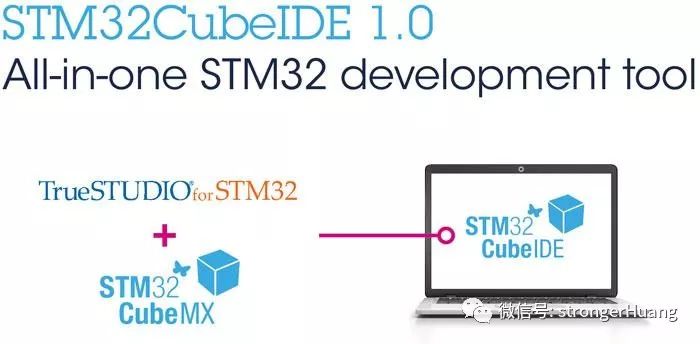 STM32CubeIDE 1.0
All-in-one STM32 development tool
TrueSTUDIO® for STM32
+
STM32
CubeMX
STM32
CubeIDE
微信号: strongerHuang